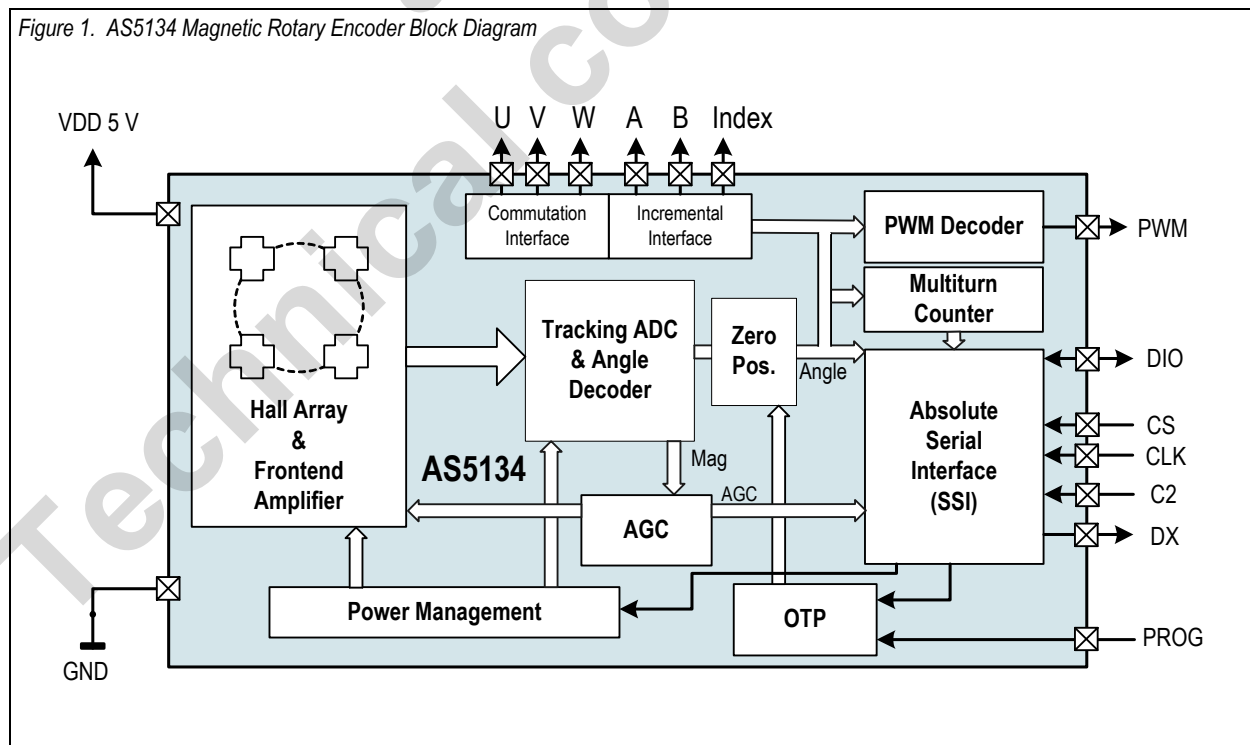 Figure 1. AS5134 Magnetic Rotary Encoder Block Diagram
VDD 5 V
U V W A B Index
Commutation
Interface
Incremental
Interface
PWM Decoder
PWM
Multiturn
Counter
Hall Array
&
Frontend
Amplifier
Tracking ADC
& Angle
Decoder
Zero
Pos.
Angle
Absolute
Serial
Interface
(SSI)
DIO
CS
CLK
C2
DX
AS5134
Mag
AGC
AGC
Power Management
OTP
PROG
GND
Technical co